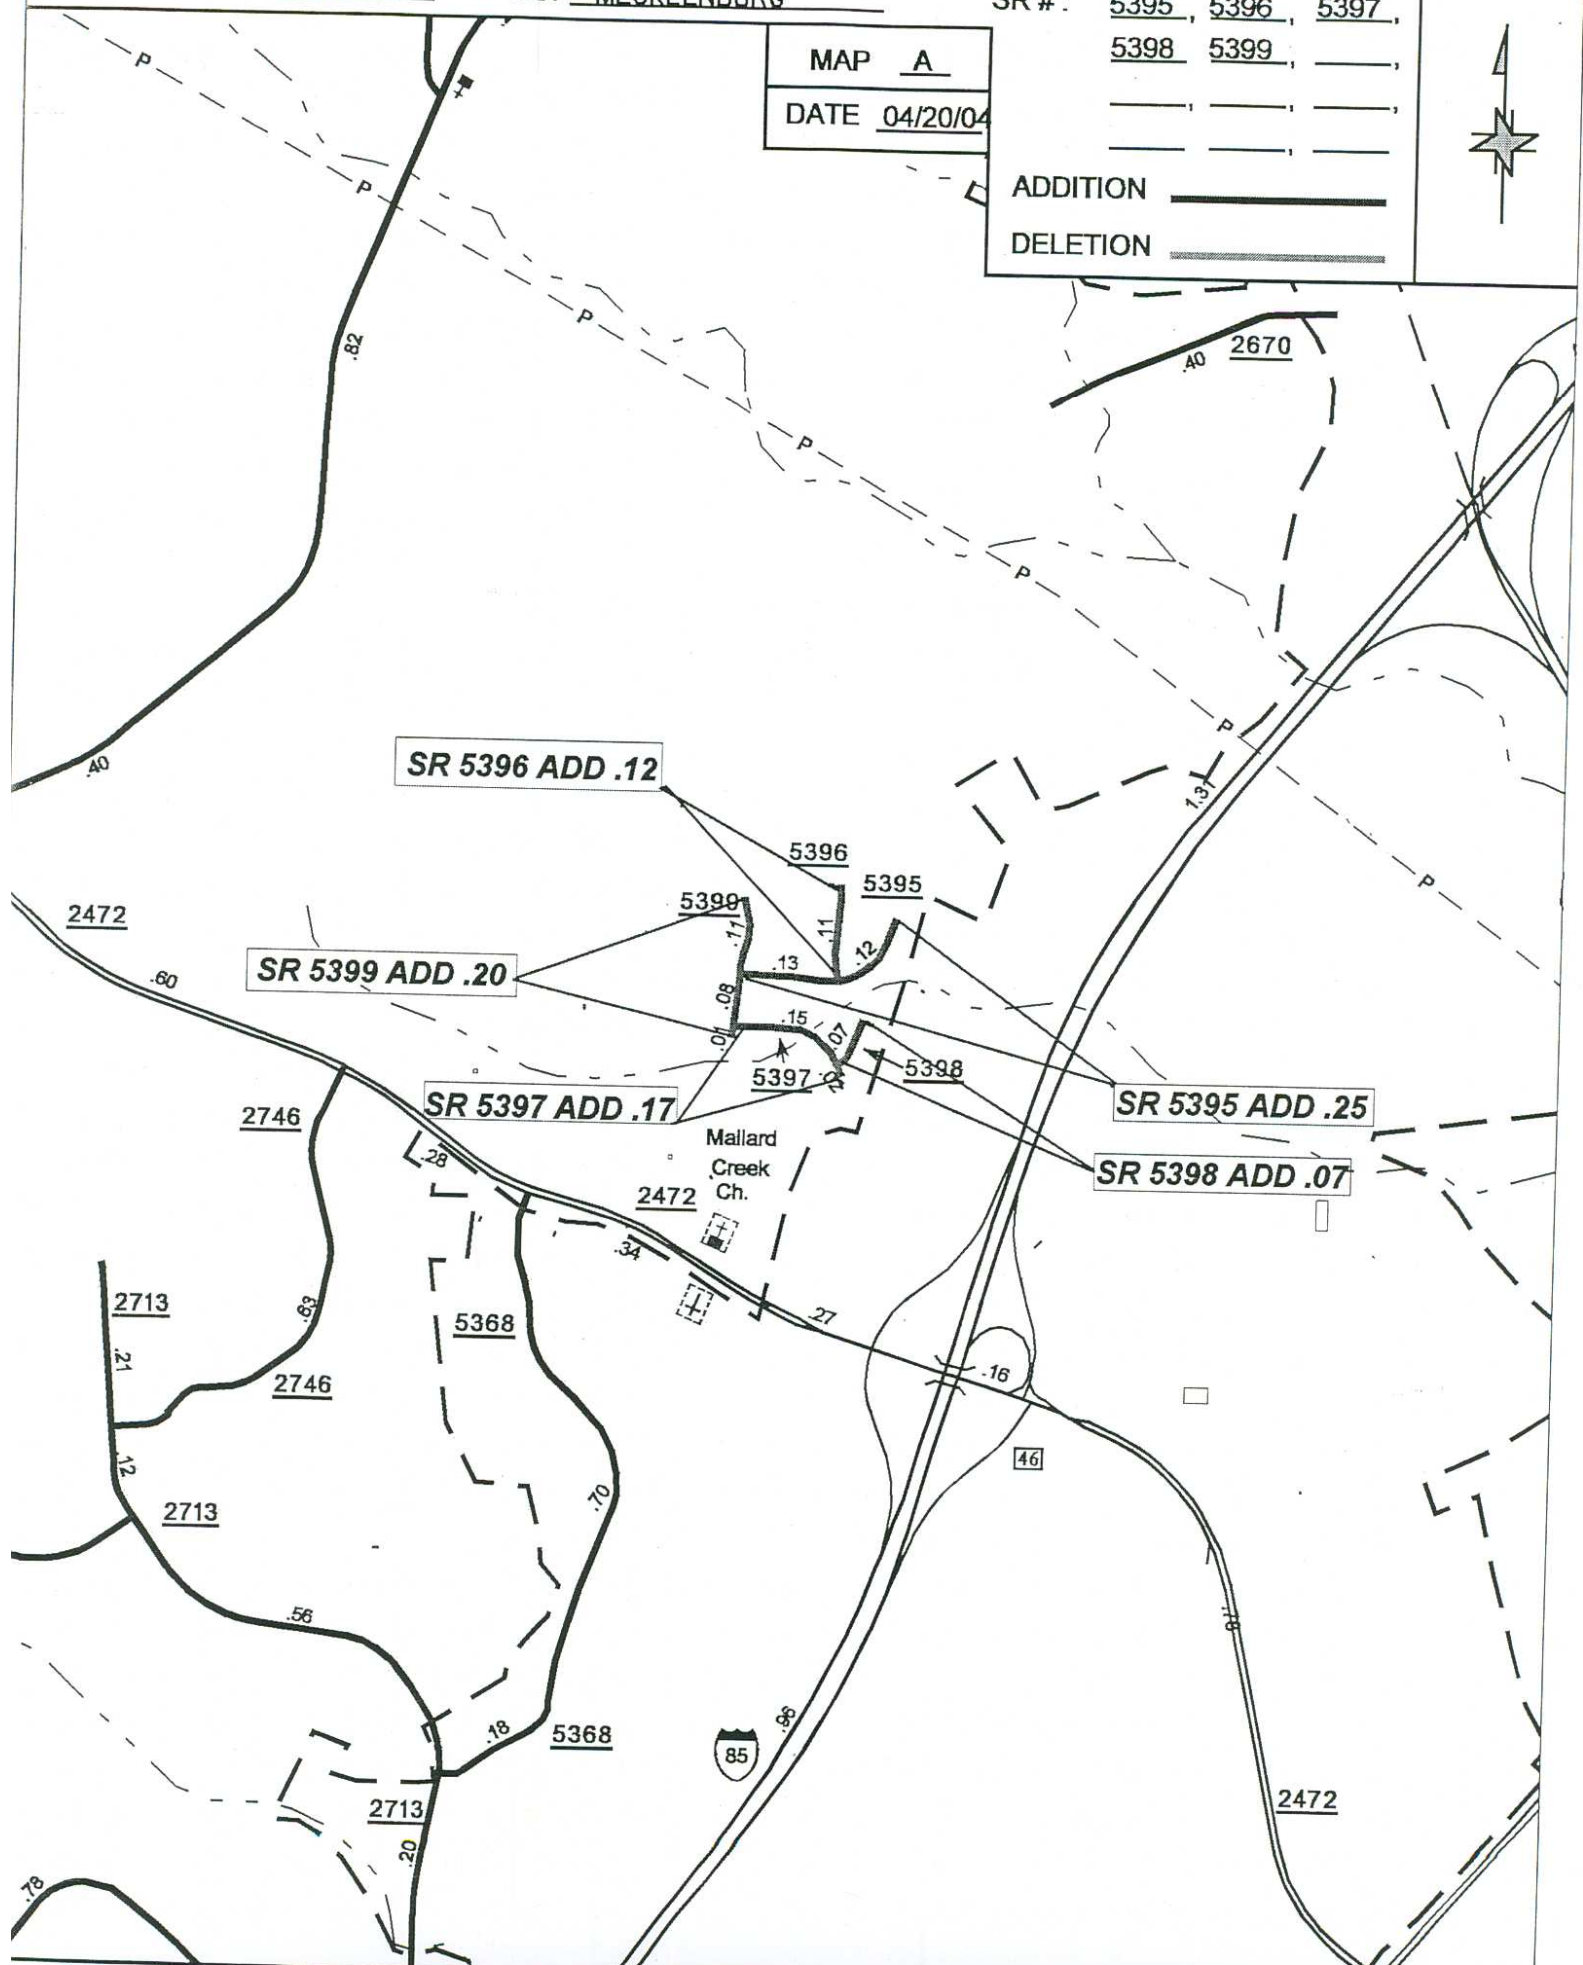 MECKLENBURG
SR #: 5395, 5396, 5397,
5398 5399,
MAP A
DATE 04/20/04
ADDITION
DELETION
P
P
P
P
P
P
P
.82
.40
2670
.40
1.31
SR 5396 ADD .12
5396
5395
5399
.11
.11
.12
.13
2472
.60
SR 5399 ADD .20
.08
.01
.15
.07
5397
5398
SR 5397 ADD .17
SR 5395 ADD .25
SR 5398 ADD .07
2746
.28
Mallard
Creek
Ch.
2472
.34
.27
.16
2713
.21
.63
5368
2746
46
.12
2713
.70
.56
.78
.18
5368
.96
85
2713
.20
2472
.78